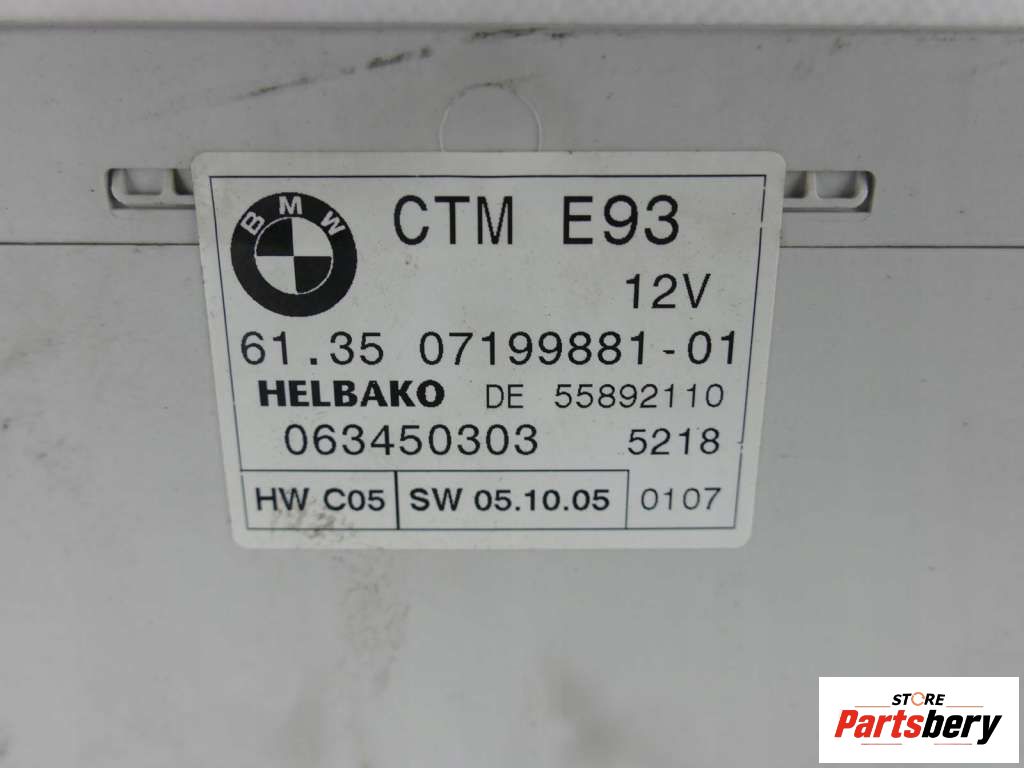 BMW CTM E93
12V
61.35 07199881-01
HELBAKO DE 55892110
063450303 5218
HW C05 SW 05.10.05 0107
STORE
Partsbery